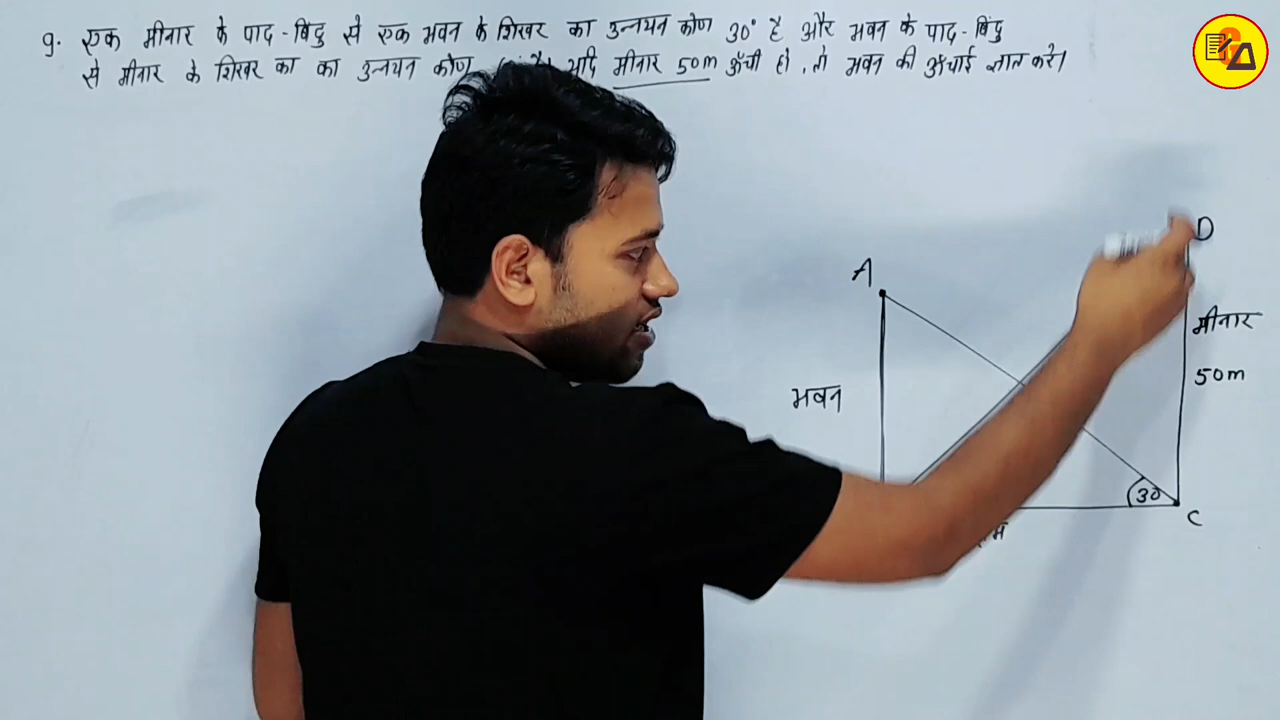 9. एक मीनार के पाद-बिंदु से एक भवन के शिखर का उन्नयन कोण 30° है और भवन के पाद-बिंदु
से मीनार के शिखर का का उन्नयन कोण यदि मीनार 50m ऊँची हो, तो भवन की ऊँचाई ज्ञात करें।
D
A
मीनार
50m
भवन
30
C